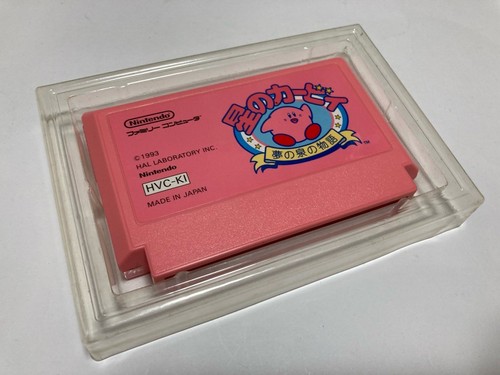 Nintendo
ファミリーコンピュータ
©1993
HAL LABORATORY INC.
Nintendo
HVC-KI
MADE IN JAPAN
星のカービィ
夢の泉の物語
TM